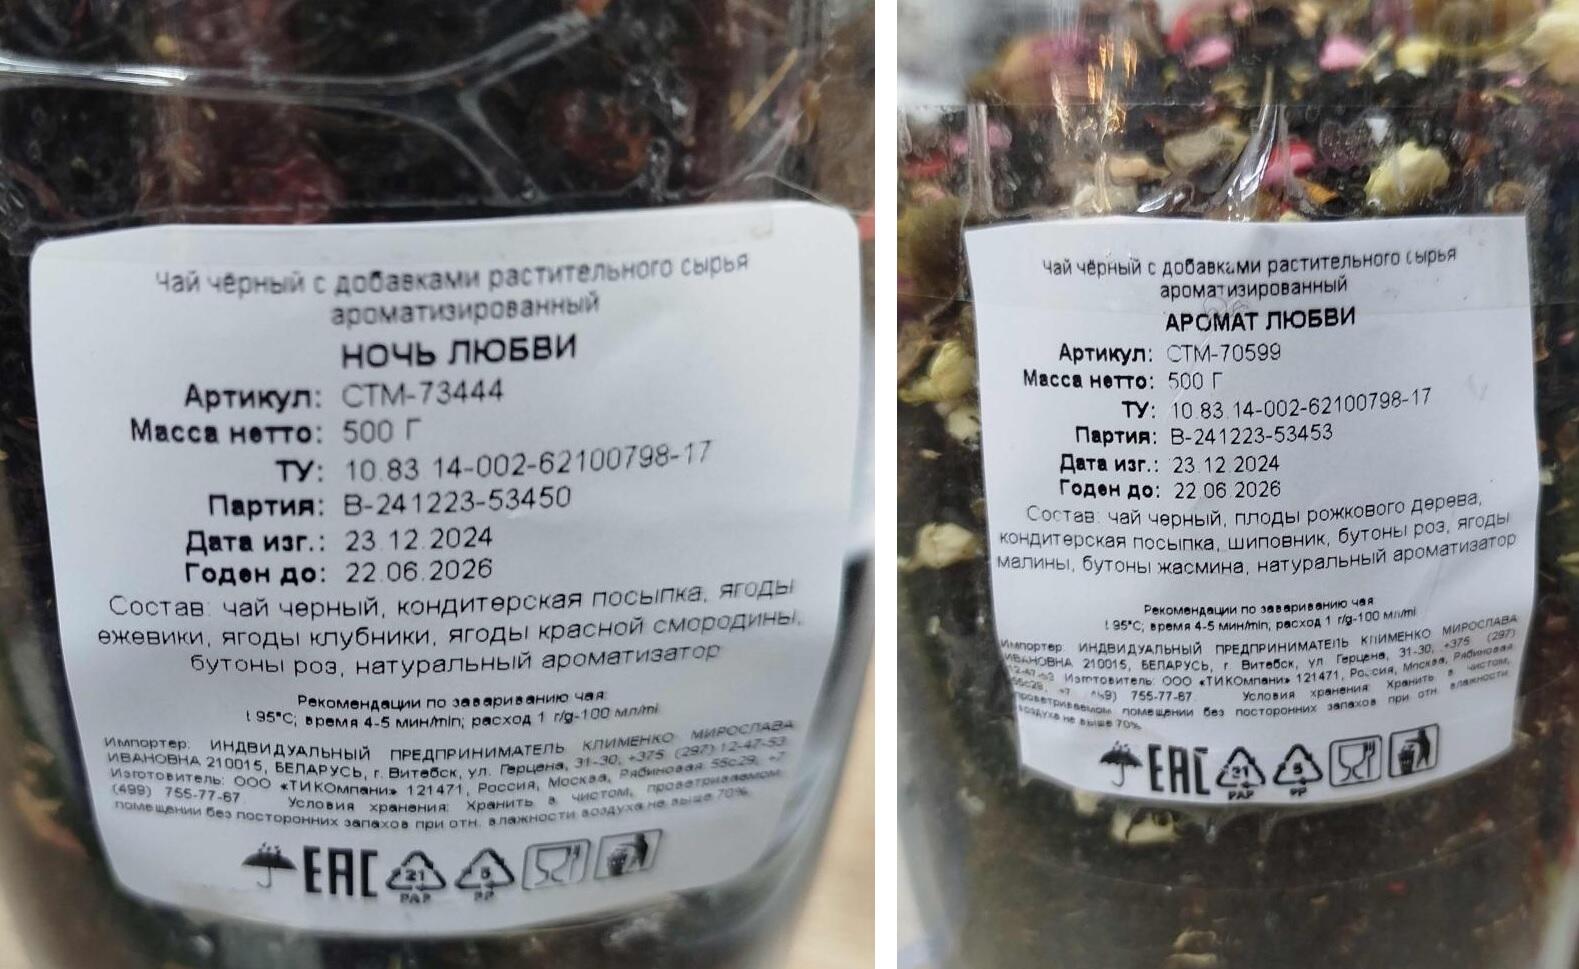 Чай чёрный с добавками растительного сырья
ароматизированный
НОЧЬ ЛЮБВИ
Артикул: СТМ-73444
Масса нетто: 500 Г
ТУ: 10.83.14-002-62100798-17
Партия: В-241223-53450
Дата изг.: 23.12.2024
Годен до: 22.06.2026
Состав: чай черный, кондитерская посыпка, ягоды
ежевики, ягоды клубники, ягоды красной смородины,
бутоны роз, натуральный ароматизатор
Рекомендации по завариванию чая:
t 95°C; время 4-5 мин/min; расход 1 г/g-100 мл/ml
Импортер: ИНДВИДУАЛЬНЫЙ ПРЕДПРИНИМАТЕЛЬ КЛИМЕНКО МИРОСЛАВА
ИВАНОВНА 210015, БЕЛАРУСЬ, г. Витебск, ул. Герцена, 31-30, +375 (297) 12-47-53
Изготовитель: ООО «ТИКОмпани» 121471, Россия, Москва, Рябиновая 55с29, +7
(499) 755-77-67 Условия хранения: Хранить в чистом, проветриваемом
помещении без посторонних запахов при отн. влажности воздуха не выше 70%.
EAC 21 5
PAP PP
Чай чёрный с добавками растительного сырья
ароматизированный
АРОМАТ ЛЮБВИ
Артикул: СТМ-70599
Масса нетто: 500 Г
ТУ: 10.83.14-002-62100798-17
Партия: В-241223-53453
Дата изг.: 23.12.2024
Годен до: 22.06.2026
Состав: чай черный, плоды рожкового дерева,
кондитерская посыпка, шиповник, бутоны роз, ягоды
малины, бутоны жасмина, натуральный ароматизатор
Рекомендации по завариванию чая
t 95°C; время 4-5 мин/min; расход 1 г/g-100 мл/ml
Импортер: ИНДВИДУАЛЬНЫЙ ПРЕДПРИНИМАТЕЛЬ КЛИМЕНКО МИРОСЛАВА
ИВАНОВНА 210015, БЕЛАРУСЬ, г. Витебск, ул. Герцена, 31-30, +375 (297)
12-47-53 Изготовитель: ООО «ТИКОмпани» 121471, Россия, Москва, Рябиновая
55с29, +7 755-77-67 Условия хранения: Хранить в чистом,
проветриваемом помещении без посторонних запахов при отн. влажности
воздуха не выше 70%.
EAC 21 5
PAP PP